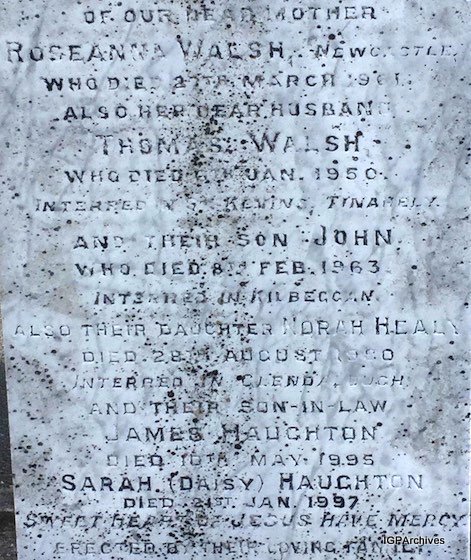 OF OUR DEAR MOTHER
ROSEANNA WALSH, NEWCASTLE,
WHO DIED 27TH MARCH
ALSO HER DEAR HUSBAND
THOMAS WALSH,
WHO DIED JAN. 1950.
INTERRED IN ST KEVINS,
AND THEIR SON JOHN.
WHO DIED 8TH FEB. 1963.
INTERRED IN KILBEGGAN.
ALSO THEIR DAUGHTER NORAH HEALY
DIED 28TH AUGUST
INTERRED IN GLENDALOUGH
AND THEIR SON-IN-LAW
JAMES HAUGHTON
DIED 10TH MAY 1995
SARAH (DAISY) HAUGHTON
DIED 21ST JAN. 1997
SWEET HEART OF JESUS HAVE MERCY
ERECTED BY THEIR LOVING FAMILY
IGPArchives